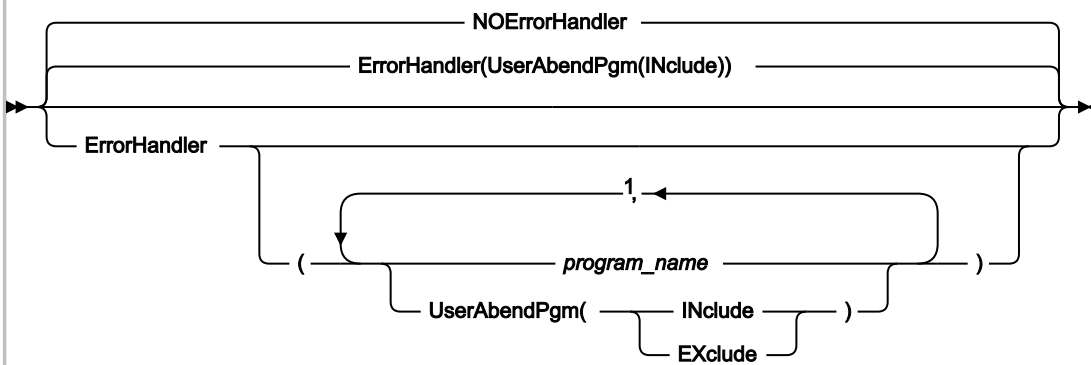 NOErrorHandler
ErrorHandler(UserAbendPgm(INclude))
ErrorHandler
1,
( program_name )
UserAbendPgm( INclude )
EXclude